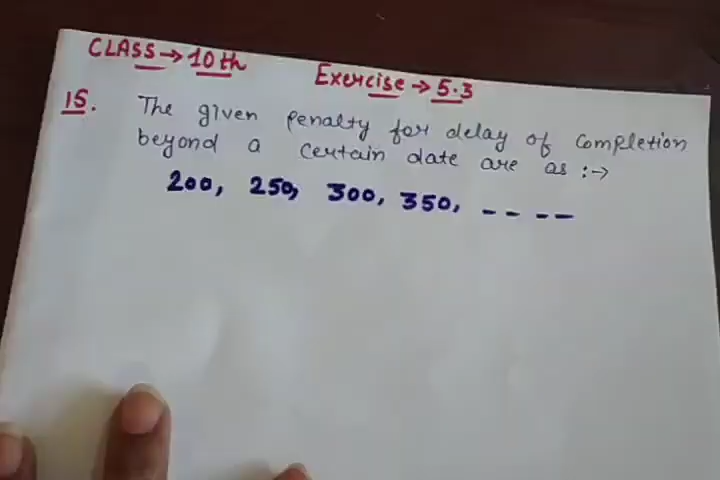 CLASS → 10th
Exercise → 5.3
15. The given penalty for delay of completion
beyond a certain date are as :→
200, 250, 300, 350, _ _ _ _